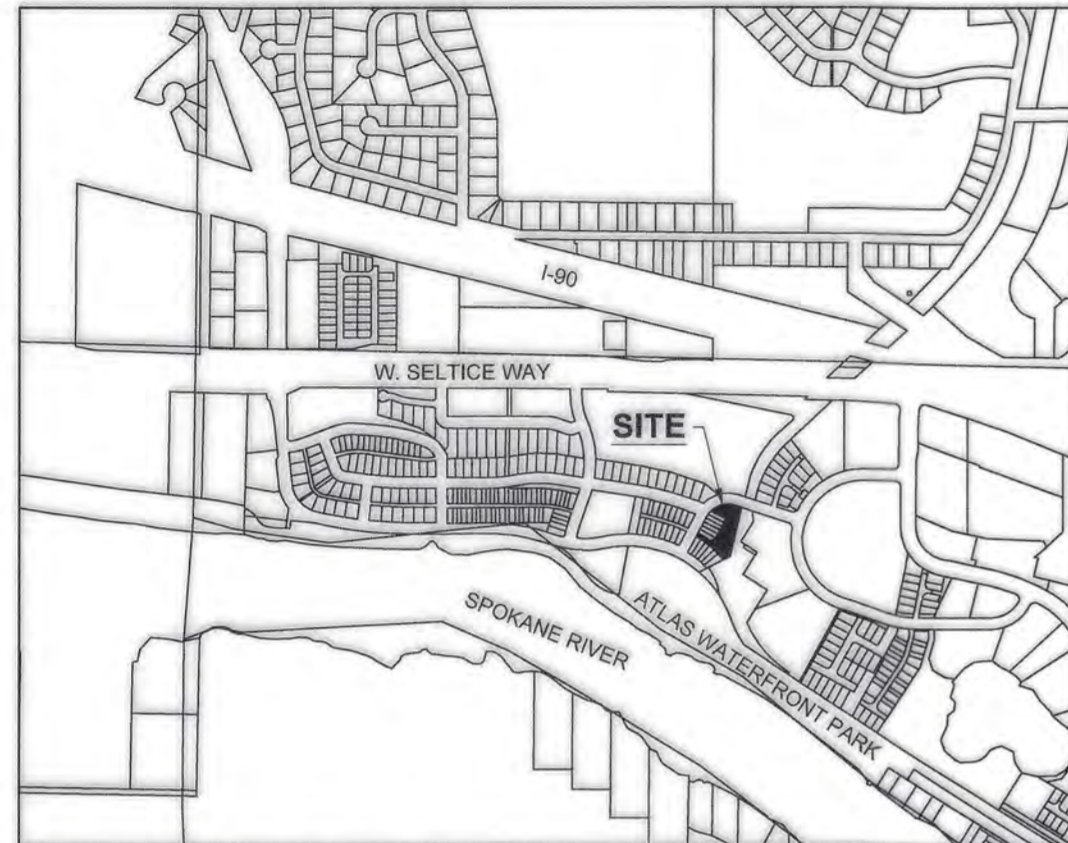 I-90
W. SELTICE WAY
SITE
SPOKANE RIVER
ATLAS WATERFRONT PARK